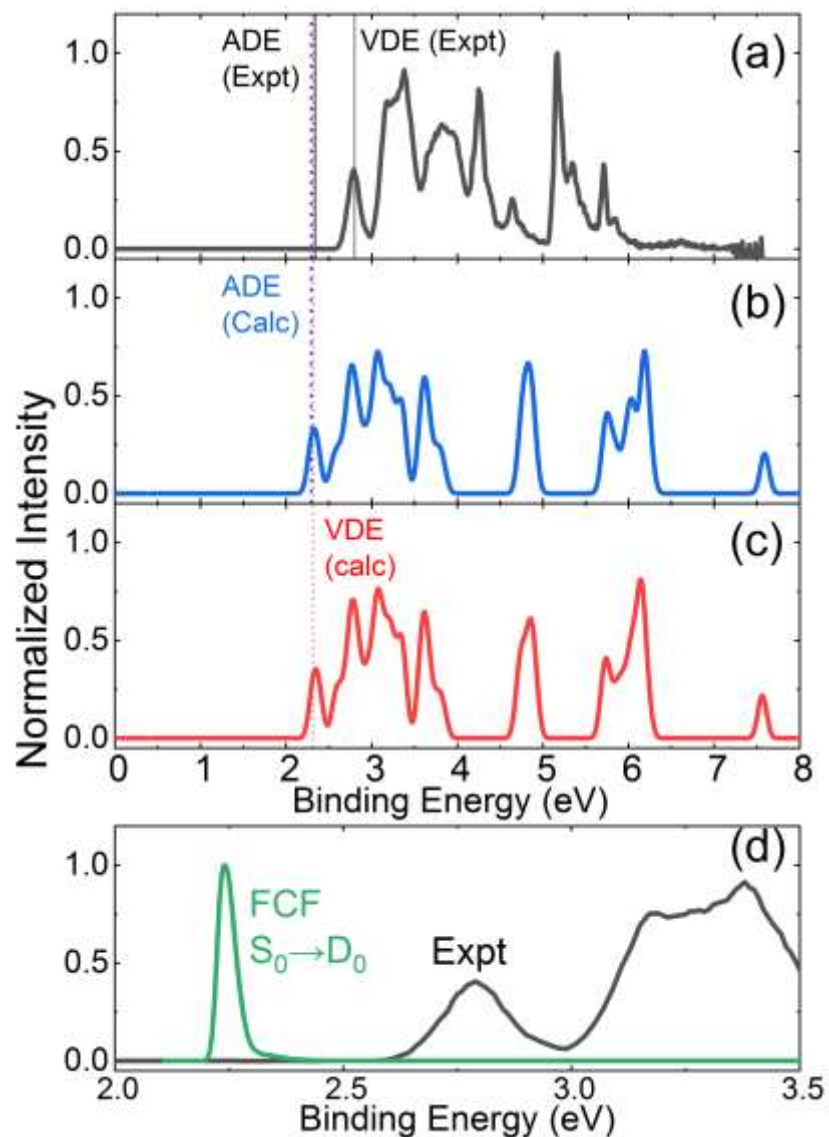 ADE
(Expt)
VDE (Expt)
(a)
1.0
0.5
0.0
ADE
(Calc)
(b)
1.0
0.5
0.0
VDE
(calc)
(c)
1.0
0.5
0.0
Normalized Intensity
0 1 2 3 4 5 6 7 8
Binding Energy (eV)
(d)
1.0
0.5
0.0
FCF
S₀→D₀
Expt
2.0 2.5 3.0 3.5
Binding Energy (eV)